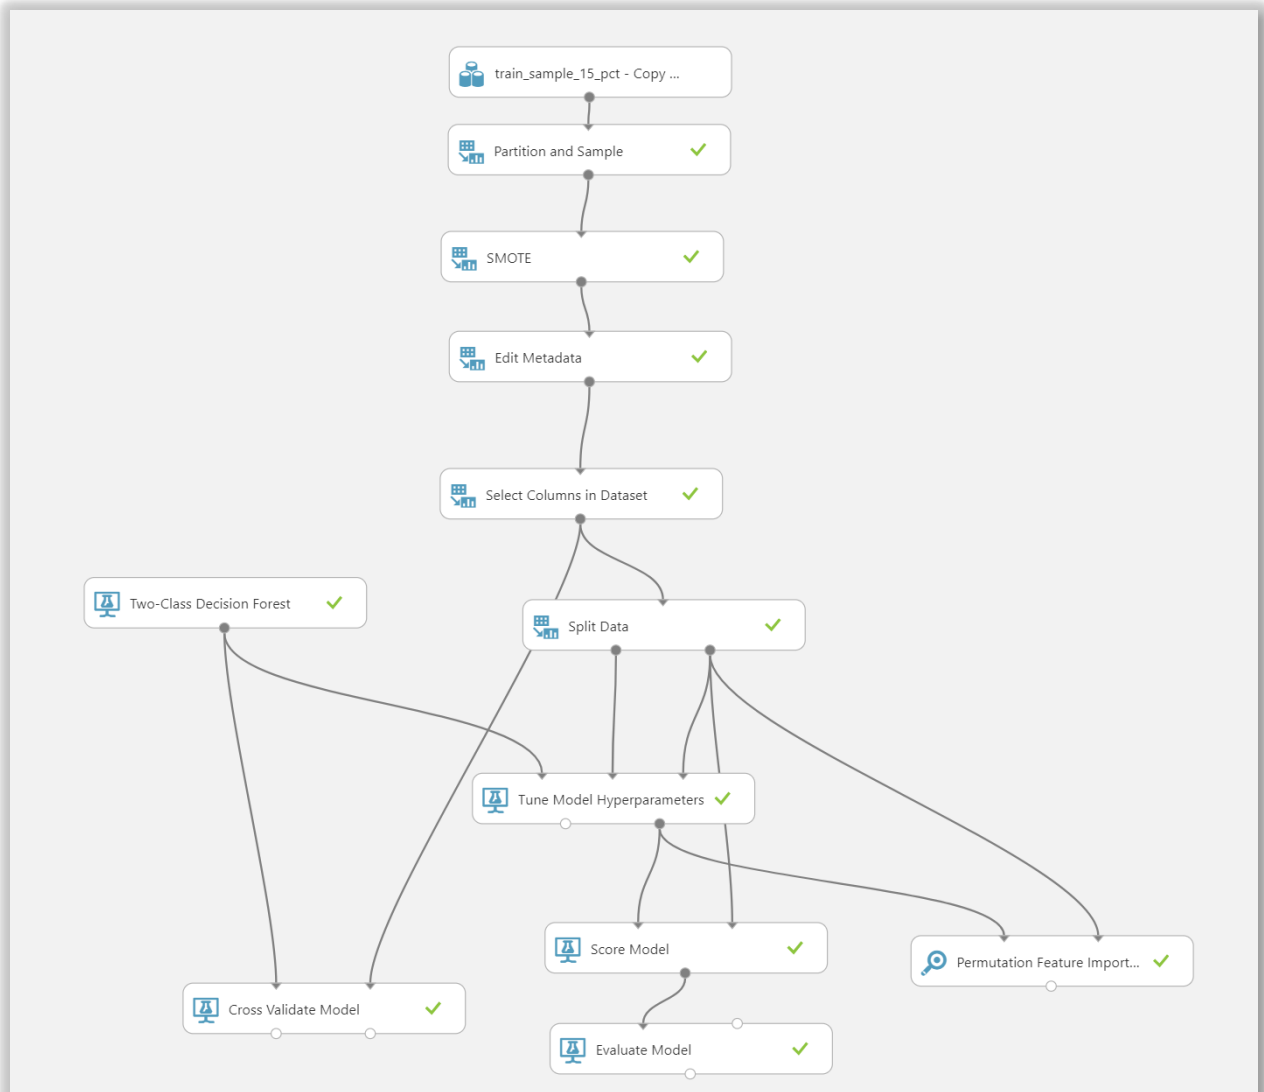 train_sample_15_pct - Copy ...
Partition and Sample
SMOTE
Edit Metadata
Select Columns in Dataset
Two-Class Decision Forest
Split Data
Tune Model Hyperparameters
Score Model
Permutation Feature Import...
Cross Validate Model
Evaluate Model